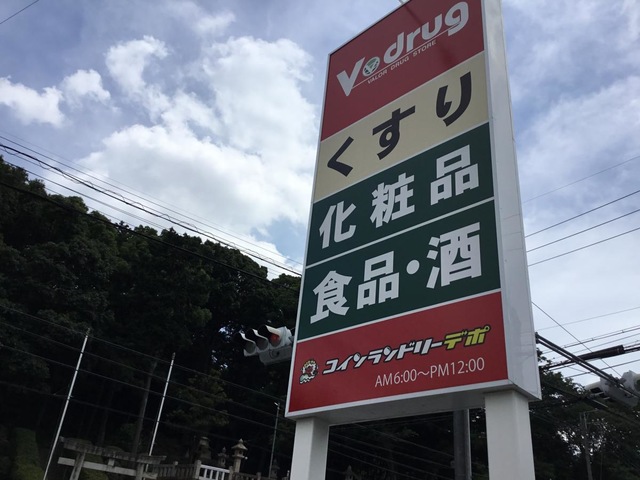 Vdrug
VALOR DRUG STORE
くすり
化粧品
食品・酒
コインランドリーデポ
AM6:00～PM12:00